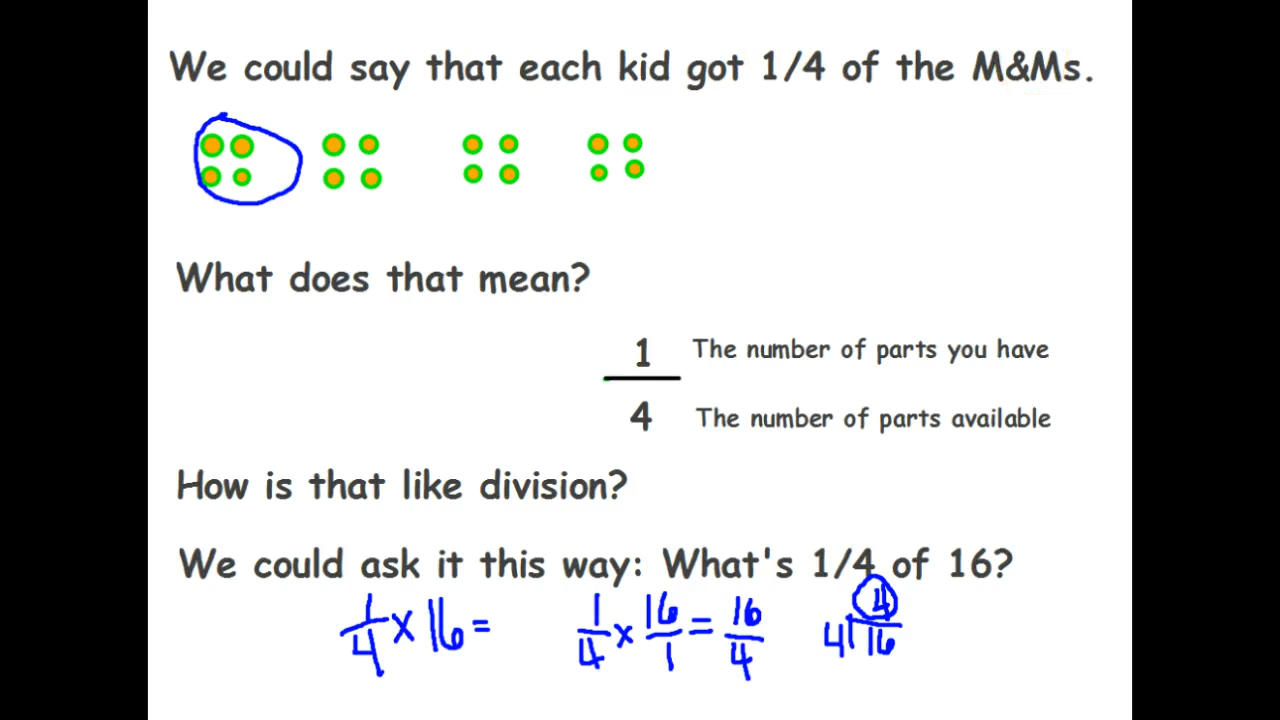 We could say that each kid got 1/4 of the M&Ms.
What does that mean?
1 The number of parts you have
4 The number of parts available
How is that like division?
We could ask it this way: What's 1/4 of 16?
1/4 x 16 = 1/4 x 16/1 = 16/4 4
4 16